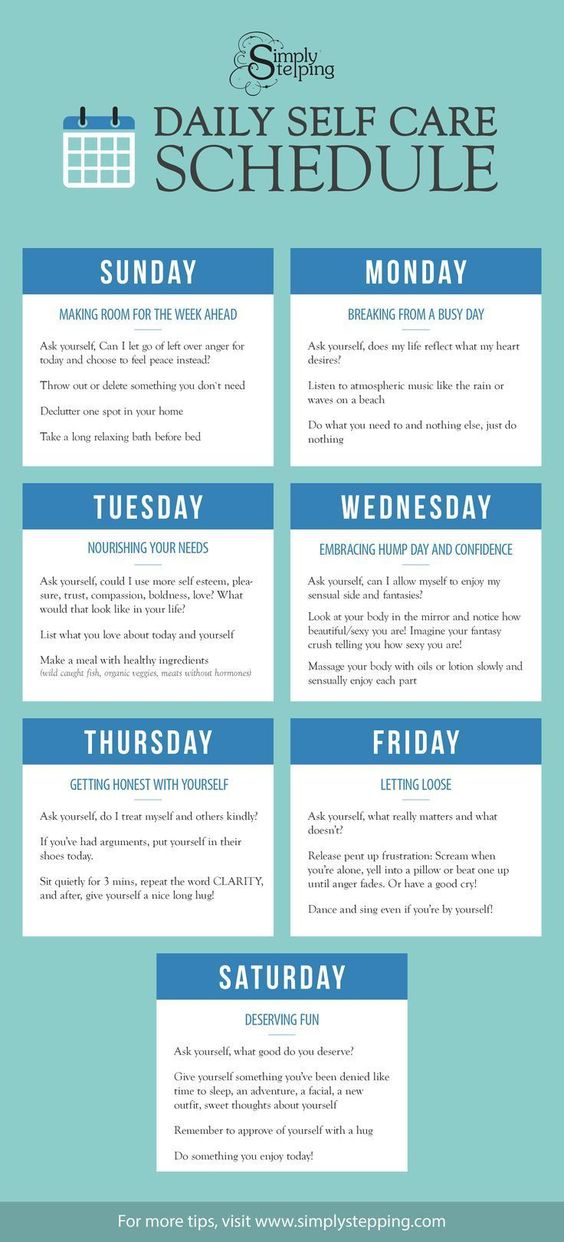 Simply
Stelping
DAILY SELF CARE
SCHEDULE
SUNDAY
MAKING ROOM FOR THE WEEK AHEAD
Ask yourself, Can I let go of left over anger for
today and choose to feel peace instead?
Throw out or delete something you don`t need
Declutter one spot in your home
Take a long relaxing bath before bed
MONDAY
BREAKING FROM A BUSY DAY
Ask yourself, does my life reflect what my heart
desires?
Listen to atmospheric music like the rain or
waves on a beach
Do what you need to and nothing else, just do
nothing
TUESDAY
NOURISHING YOUR NEEDS
Ask yourself, could I use more self esteem, plea-
sure, trust, compassion, boldness, love? What
would that look like in your life?
List what you love about today and yourself
Make a meal with healthy ingredients
(wild caught fish, organic veggies, meats without hormones)
WEDNESDAY
EMBRACING HUMP DAY AND CONFIDENCE
Ask yourself, can I allow myself to enjoy my
sensual side and fantasies?
Look at your body in the mirror and notice how
beautiful/sexy you are! Imagine your fantasy
crush telling you how sexy you are!
Massage your body with oils or lotion slowly and
sensually enjoy each part
THURSDAY
GETTING HONEST WITH YOURSELF
Ask yourself, do I treat myself and others kindly?
If you've had arguments, put yourself in their
shoes today.
Sit quietly for 3 mins, repeat the word CLARITY,
and after, give yourself a nice long hug!
FRIDAY
LETTING LOOSE
Ask yourself, what really matters and what
doesn't?
Release pent up frustration: Scream when
you're alone, yell into a pillow or beat one up
until anger fades. Or have a good cry!
Dance and sing even if you're by yourself!
SATURDAY
DESERVING FUN
Ask yourself, what good do you deserve?
Give yourself something you've been denied like
time to sleep, an adventure, a facial, a new
outfit, sweet thoughts about yourself
Remember to approve of yourself with a hug
Do something you enjoy today!
For more tips, visit www.simplystepping.com